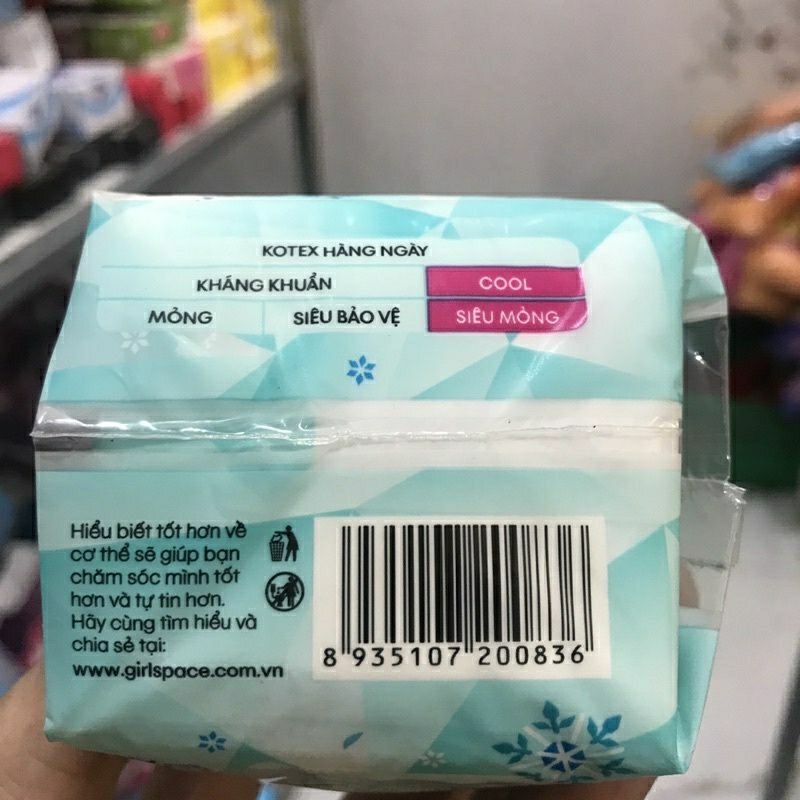 KOTEX HÀNG NGÀY
KHÁNG KHUẨN COOL
MỎNG SIÊU BẢO VỆ SIÊU MỎNG
Hiểu biết tốt hơn về
cơ thể sẽ giúp bạn
chăm sóc mình tốt
hơn và tự tin hơn.
Hãy cùng tìm hiểu và
chia sẻ tại:
www.girlspace.com.vn
8 935107 200836